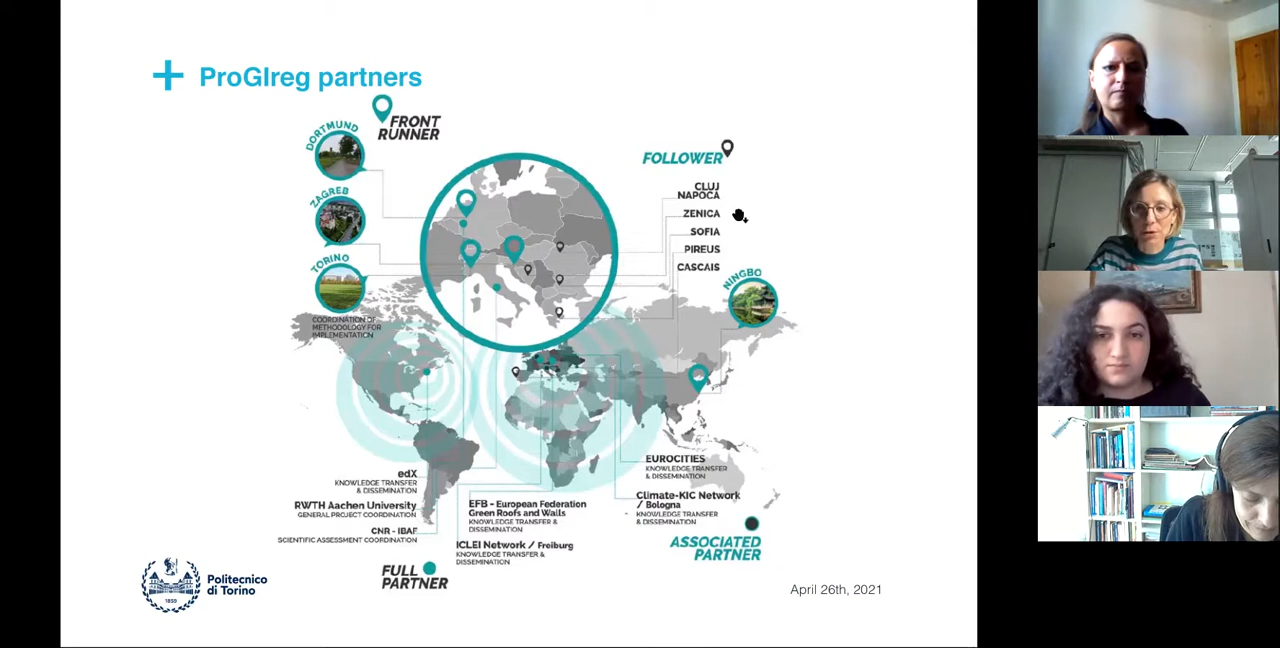 ProGIreg partners
FRONT
RUNNER
DORTMUND
ZAGREB
TORINO
COORDINATION OF
METHODOLOGY FOR
IMPLEMENTATION
FOLLOWER
CLUJ
NAPOCA
ZENICA
SOFIA
PIREUS
CASCAIS
NINGBO
edX
KNOWLEDGE TRANSFER
& DISSEMINATION
RWTH Aachen University
GENERAL PROJECT COORDINATION
CNR - IBAF
SCIENTIFIC ASSESSMENT COORDINATION
FULL
PARTNER
EFB - European Federation
Green Roofs and Walls
KNOWLEDGE TRANSFER &
DISSEMINATION
ICLEI Network / Freiburg
KNOWLEDGE TRANSFER &
DISSEMINATION
EUROCITIES
KNOWLEDGE TRANSFER
& DISSEMINATION
Climate-KIC Network
/ Bologna
KNOWLEDGE TRANSFER
& DISSEMINATION
ASSOCIATED
PARTNER
Politecnico
di Torino
1859
April 26th, 2021